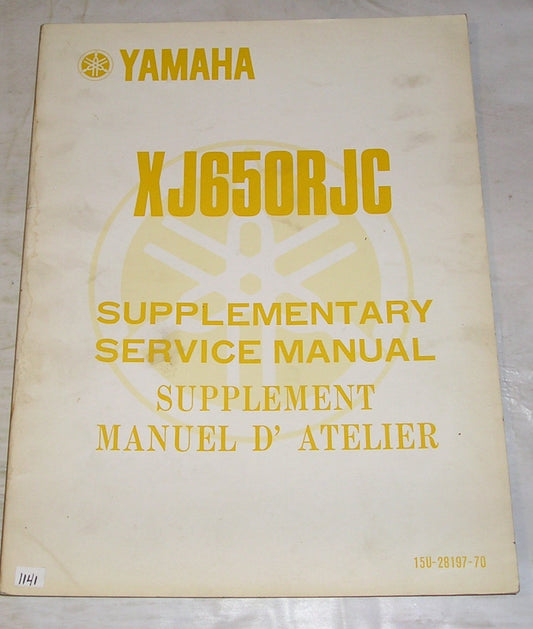 YAMAHA
XJ650RJC
SUPPLEMENTARY
SERVICE MANUAL
SUPPLEMENT
MANUEL D' ATELIER
1141
15U-28197-70